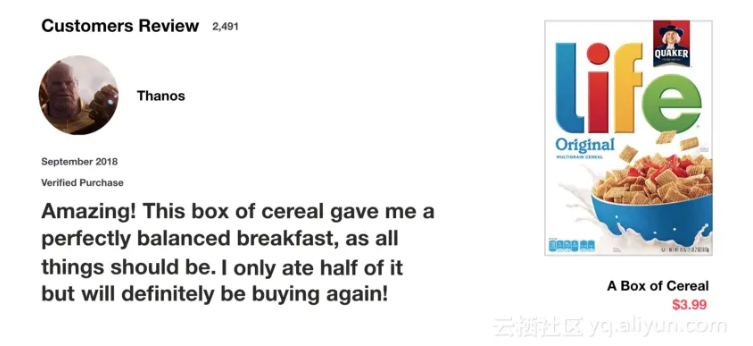 Customers Review 2,491
Thanos
September 2018
Verified Purchase
Amazing! This box of cereal gave me a
perfectly balanced breakfast, as all
things should be. I only ate half of it
but will definitely be buying again!
QUAKER
life
Original
MULTIGRAIN CEREAL
A Box of Cereal
$3.99
云栖社区 yq.aliyun.com